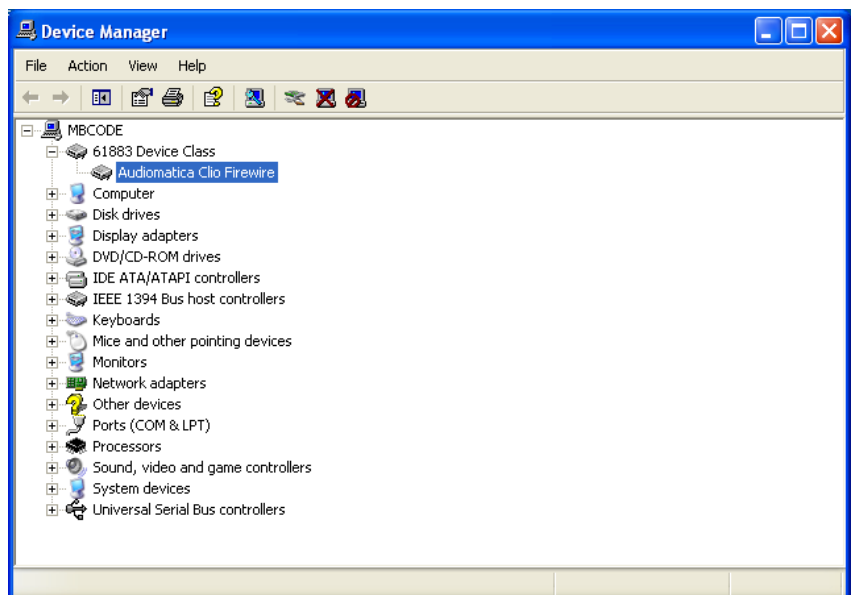 Device Manager
File Action View Help
MBCODE
61883 Device Class
Audiomatica Clio Firewire
Computer
Disk drives
Display adapters
DVD/CD-ROM drives
IDE ATA/ATAPI controllers
IEEE 1394 Bus host controllers
Keyboards
Mice and other pointing devices
Monitors
Network adapters
Other devices
Ports (COM & LPT)
Processors
Sound, video and game controllers
System devices
Universal Serial Bus controllers